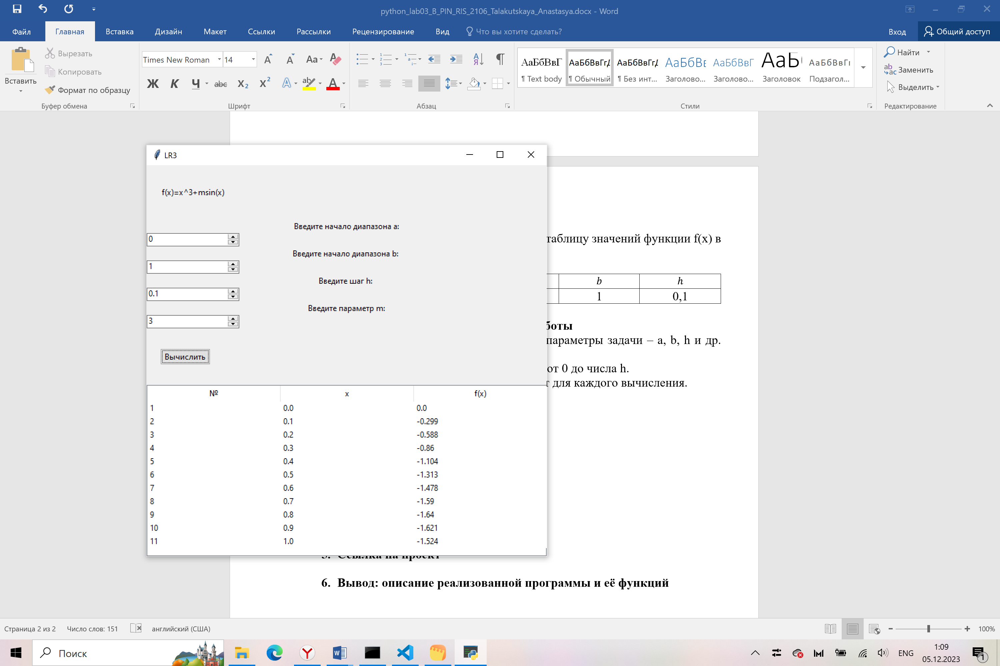 python_lab03_B_PIN_RIS_2106_Talakutskaya_Anastasya.docx - Word
Файл Главная Вставка Дизайн Макет Ссылки Рассылки Рецензирование Вид Что вы хотите сделать? Вход Общий доступ
Вставить
Вырезать
Копировать
Формат по образцу
Буфер обмена
Times New Roman 14
Ж К Ч abc X₂ X²
Шрифт
Абзац
АаБбВвГ АаБбВвГгД АаБбВвГгД АаБбВв АаБбВвГ АаБ АаБбВвГг
¶ Text body ¶ Обычный ¶ Без инт... Заголово... Заголово... Заголовок Подзагол...
Стили
Найти
Заменить
Выделить
Редактирование
LR3
f(x)=x^3+msin(x)
Введите начало диапазона a:
0
Введите начало диапазона b:
1
Введите шаг h:
0.1
Введите параметр m:
3
Вычислить
№ x f(x)
1 0.0 0.0
2 0.1 -0.299
3 0.2 -0.588
4 0.3 -0.86
5 0.4 -1.104
6 0.5 -1.313
7 0.6 -1.478
8 0.7 -1.59
9 0.8 -1.64
10 0.9 -1.621
11 1.0 -1.524
таблицу значений функции f(x) в
b h
1 0,1
боты
параметры задачи – a, b, h и др.
от 0 до числа h.
для каждого вычисления.
5. Ссылка на проект
6. Вывод: описание реализованной программы и её функций
Страница 2 из 2 Число слов: 151 английский (США) 100%
Поиск
ENG
1:09
05.12.2023
1